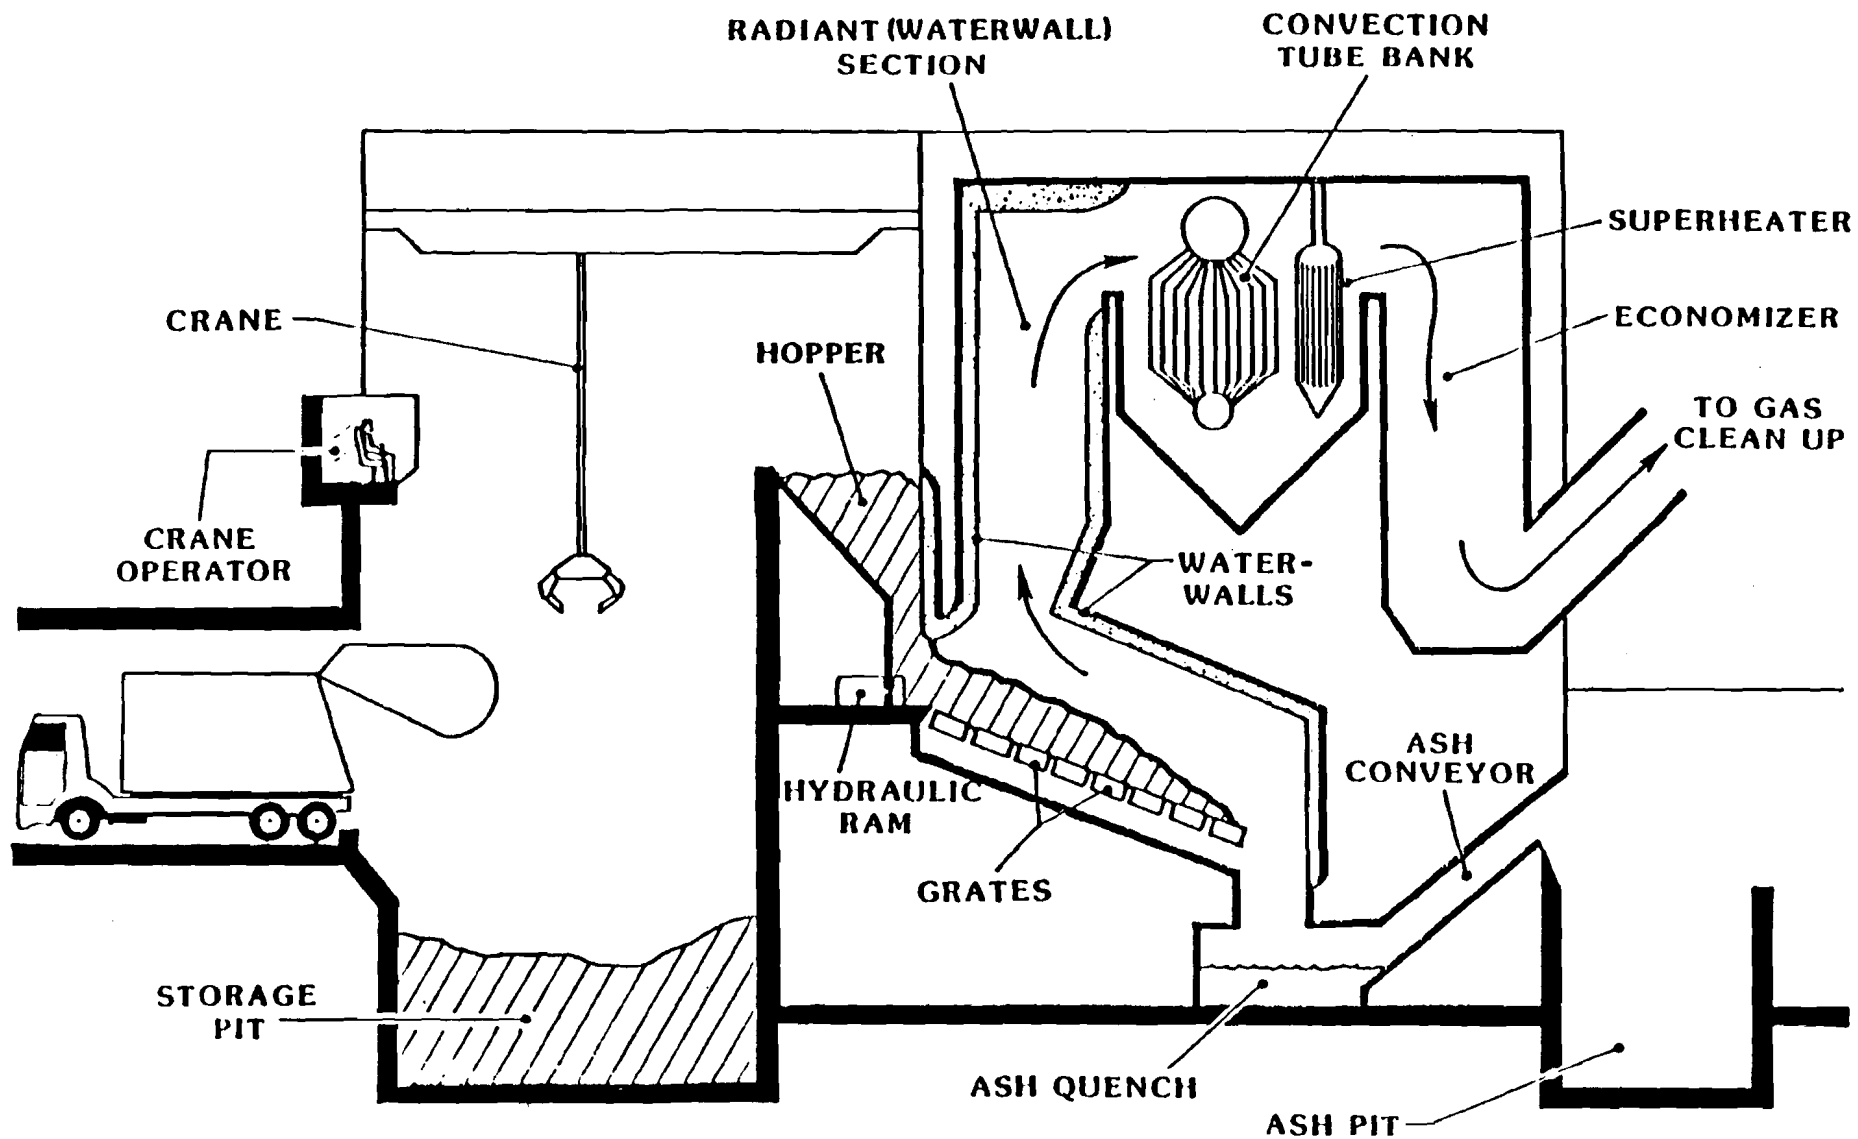 RADIANT (WATERWALL)
SECTION
CONVECTION
TUBE BANK
SUPERHEATER
CRANE
ECONOMIZER
HOPPER
TO GAS
CLEAN UP
CRANE
OPERATOR
WATER-
WALLS
ASH
CONVEYOR
HYDRAULIC
RAM
GRATES
STORAGE
PIT
ASH QUENCH
ASH PIT